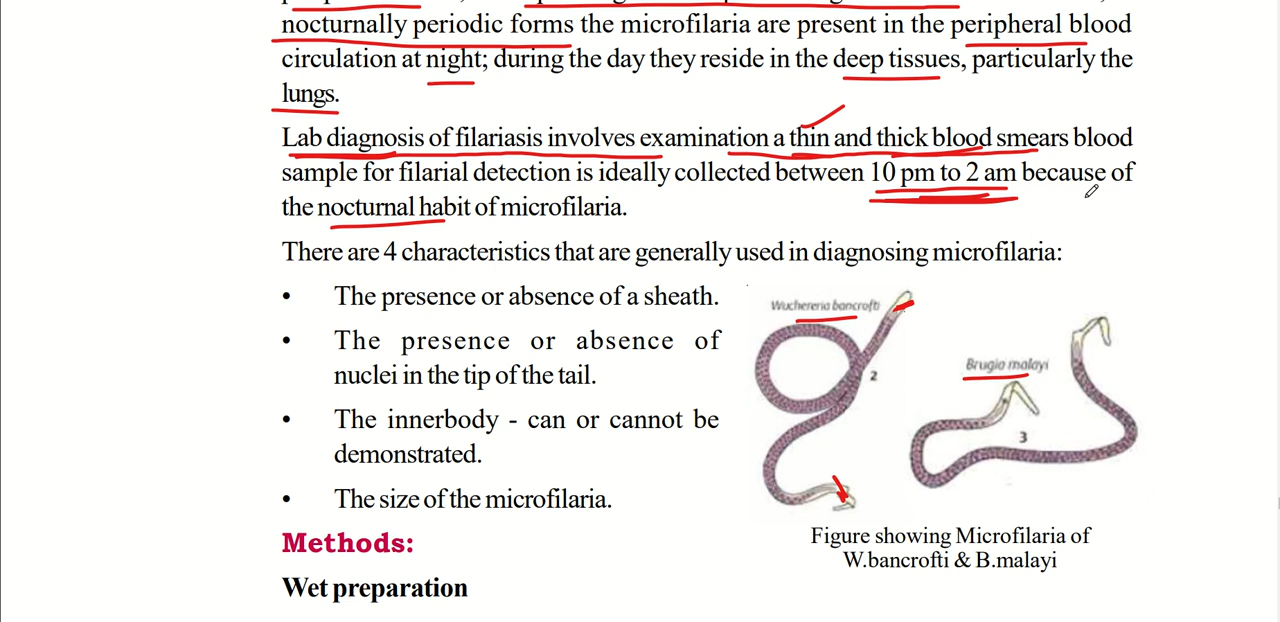 nocturnally periodic forms the microfilaria are present in the peripheral blood
circulation at night; during the day they reside in the deep tissues, particularly the
lungs.
Lab diagnosis of filariasis involves examination a thin and thick blood smears blood
sample for filarial detection is ideally collected between 10 pm to 2 am because of
the nocturnal habit of microfilaria.
There are 4 characteristics that are generally used in diagnosing microfilaria:
• The presence or absence of a sheath.
• The presence or absence of
nuclei in the tip of the tail.
• The innerbody - can or cannot be
demonstrated.
• The size of the microfilaria.
Wuchereria bancrofti
2
Brugia malayi
3
Figure showing Microfilaria of
W.bancrofti & B.malayi
Methods:
Wet preparation